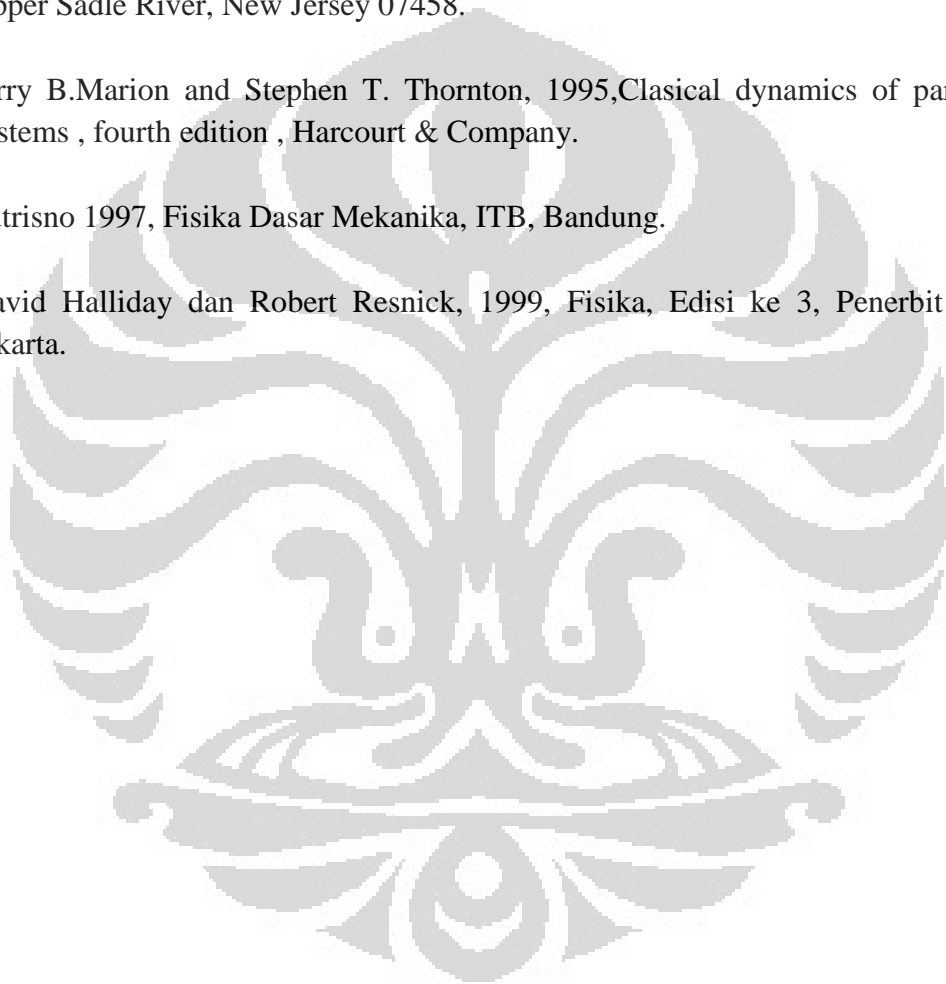 pper Sadle River, New Jersey 07458.
rry B.Marion and Stephen T. Thornton, 1995,Clasical dynamics of par
stems , fourth edition , Harcourt & Company.
trisno 1997, Fisika Dasar Mekanika, ITB, Bandung.
avid Halliday dan Robert Resnick, 1999, Fisika, Edisi ke 3, Penerbit
karta.